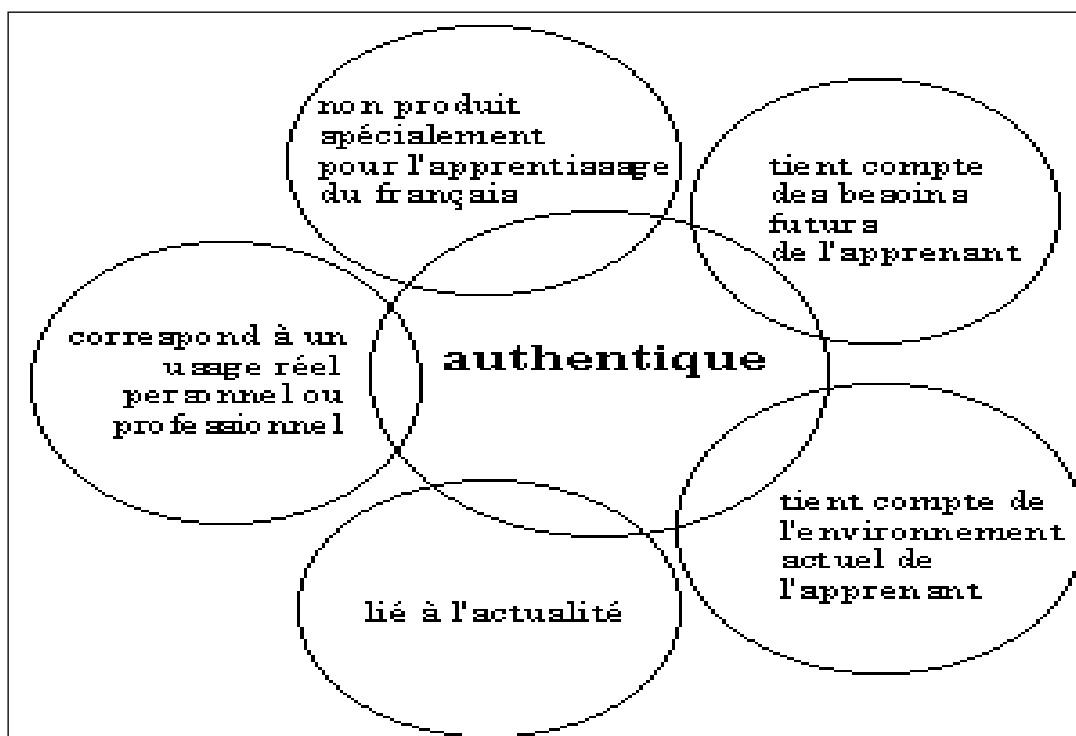 non produit
spécialement
pour l'apprentissage
du français
tient compte
des besoins
futurs
de l'apprenant
correspond à un
usage réel
personnel ou
professionnel
authentique
tient compte de
l'environnement
actuel de
l'apprenant
lié à l'actualité